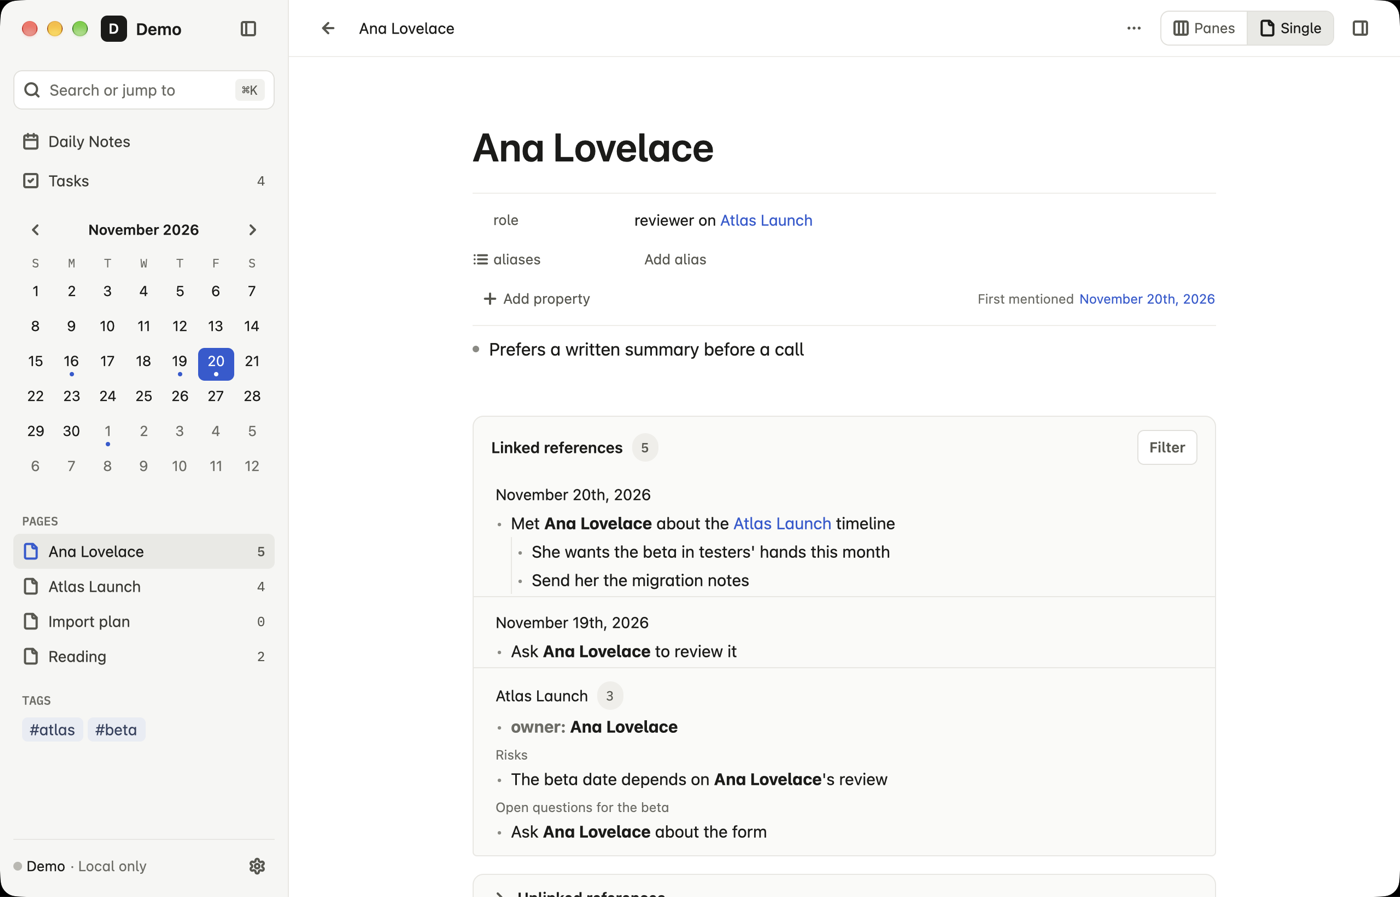 D Demo
Search or jump to ⌘K
Daily Notes
Tasks 4
November 2026
S M T W T F S
1 2 3 4 5 6 7
8 9 10 11 12 13 14
15 16 17 18 19 20 21
22 23 24 25 26 27 28
29 30 1 2 3 4 5
6 7 8 9 10 11 12
PAGES
Ana Lovelace 5
Atlas Launch 4
Import plan 0
Reading 2
TAGS
#atlas #beta
Demo · Local only
Ana Lovelace
Panes Single
Ana Lovelace
role reviewer on Atlas Launch
aliases Add alias
Add property First mentioned November 20th, 2026
Prefers a written summary before a call
Linked references 5 Filter
November 20th, 2026
Met Ana Lovelace about the Atlas Launch timeline
She wants the beta in testers' hands this month
Send her the migration notes
November 19th, 2026
Ask Ana Lovelace to review it
Atlas Launch 3
owner: Ana Lovelace
Risks
The beta date depends on Ana Lovelace's review
Open questions for the beta
Ask Ana Lovelace about the form
Unlinked references